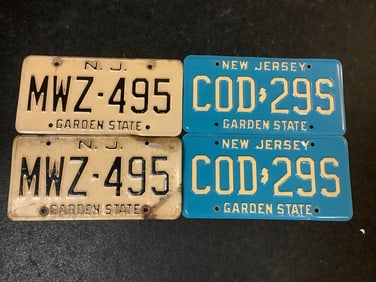 N.J.
MWZ-495
GARDEN STATE
NEW JERSEY
COD 29S
GARDEN STATE
N.J.
MWZ-495
GARDEN STATE
NEW JERSEY
COD 29S
GARDEN STATE